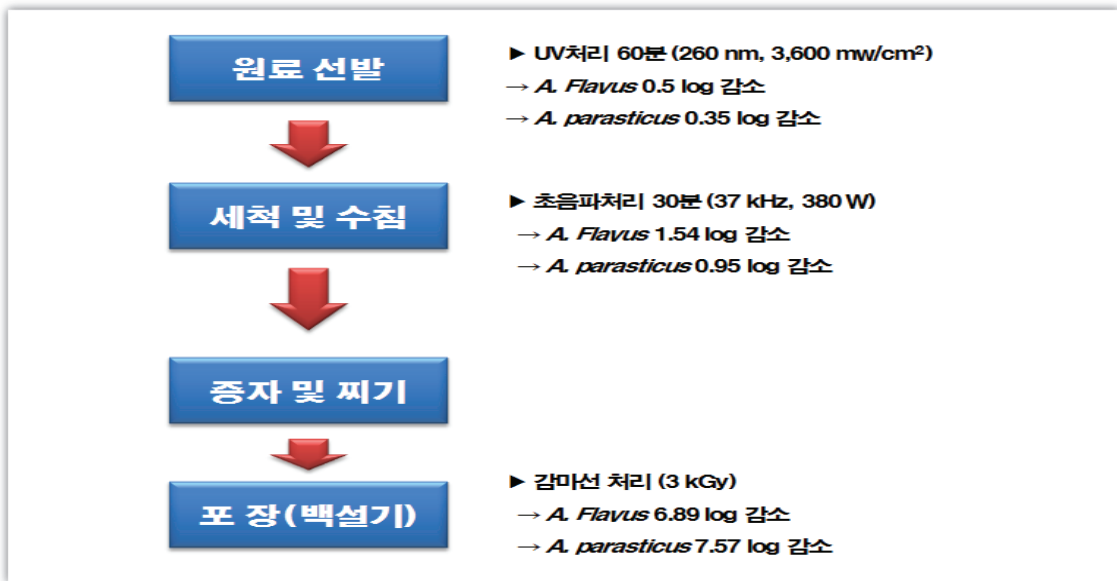 원료 선발
▶ UV처리 60분 (260 nm, 3,600 mw/cm²)
→ A. Flavus 0.5 log 감소
→ A. parasticus 0.35 log 감소
세척 및 수침
▶ 초음파처리 30분 (37 kHz, 380 W)
→ A. Flavus 1.54 log 감소
→ A. parasticus 0.95 log 감소
증자 및 찌기
포 장(백설기)
▶ 감마선 처리 (3 kGy)
→ A. Flavus 6.89 log 감소
→ A. parasticus 7.57 log 감소